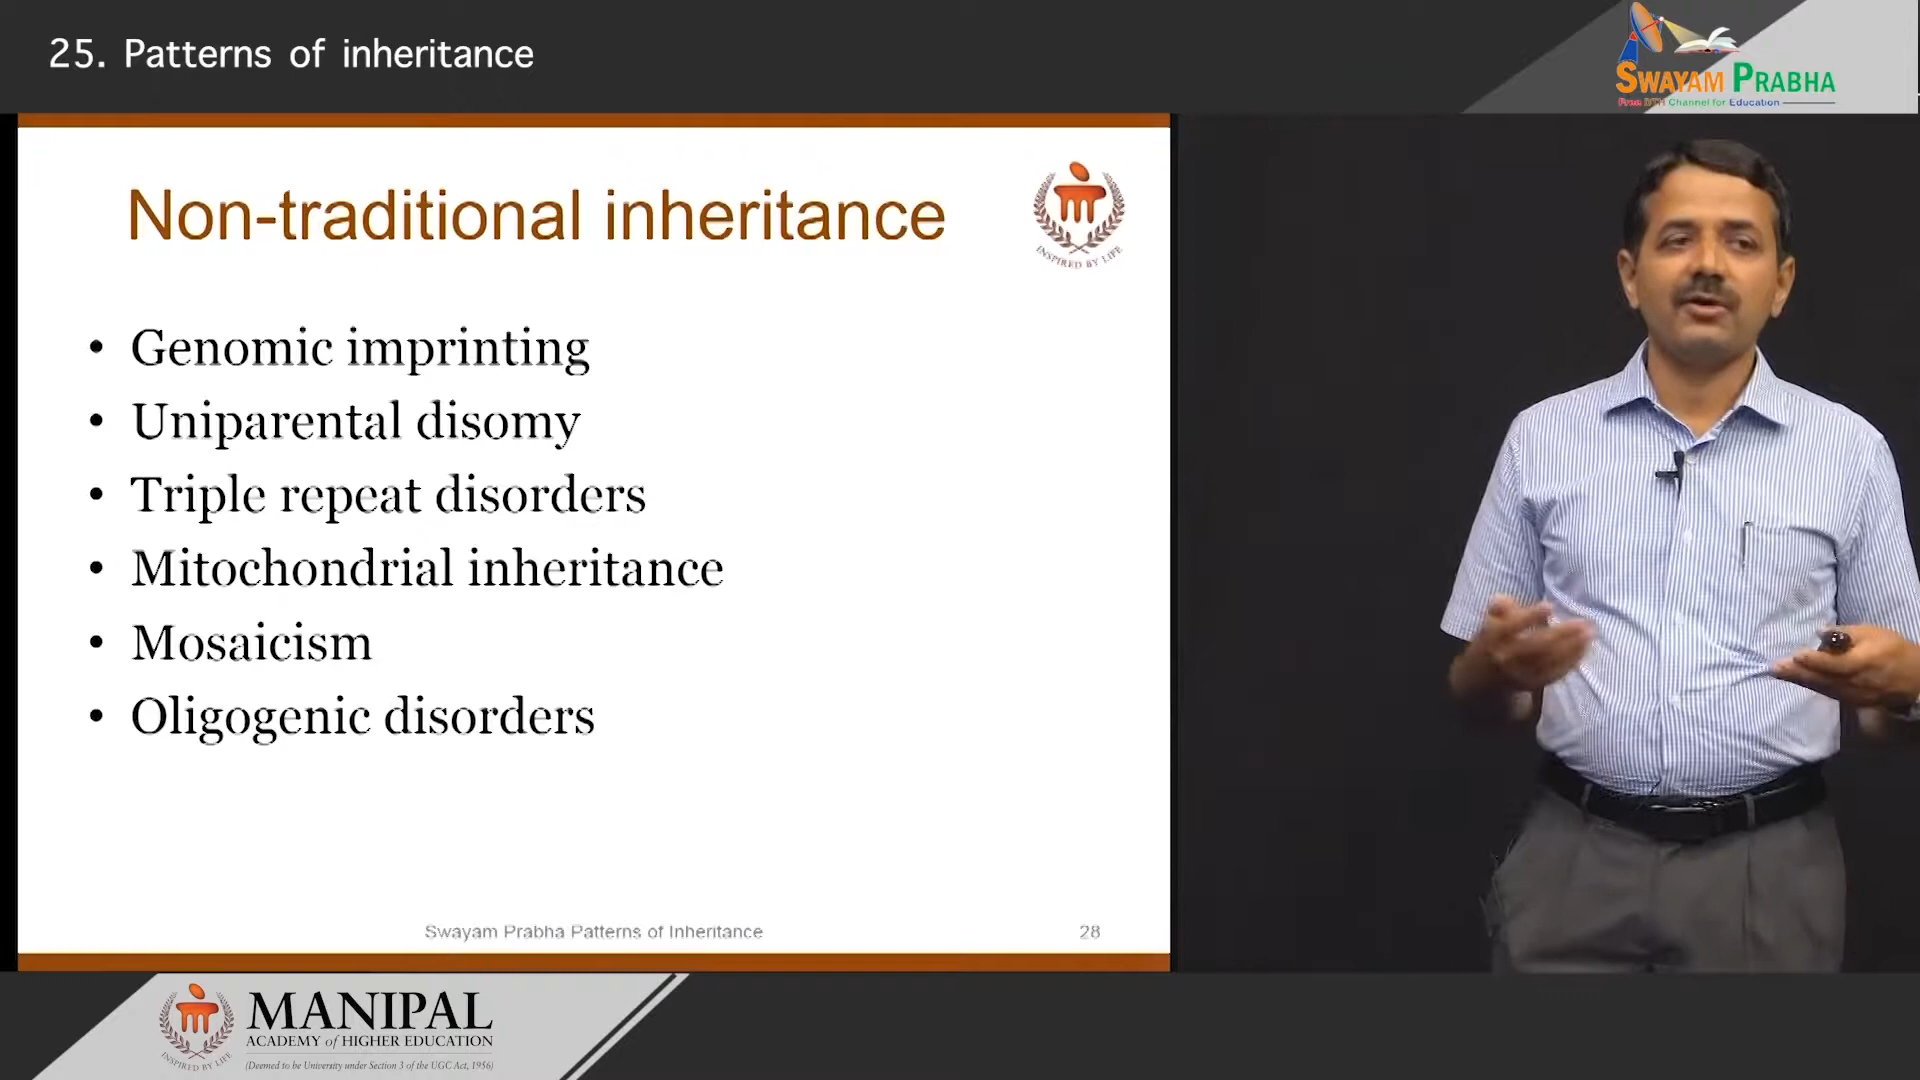 25. Patterns of inheritance
SWAYAM PRABHA
Free DTH Channel for Education
Non-traditional inheritance
INSPIRED BY LIFE
• Genomic imprinting
• Uniparental disomy
• Triple repeat disorders
• Mitochondrial inheritance
• Mosaicism
• Oligogenic disorders
Swayam Prabha Patterns of Inheritance
28
MANIPAL
ACADEMY of HIGHER EDUCATION
(Deemed to be University under Section 3 of the UGC Act, 1956)
INSPIRED BY LIFE